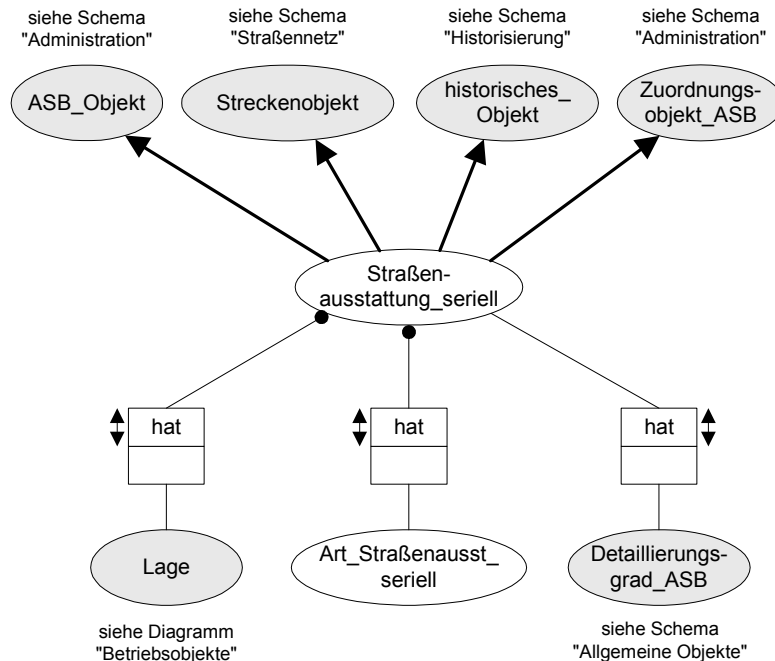 siehe Schema
"Administration"
siehe Schema
"Straßennetz"
siehe Schema
"Historisierung"
siehe Schema
"Administration"
ASB_Objekt
Streckenobjekt
historisches_
Objekt
Zuordnungs-
objekt_ASB
Straßen-
ausstattung_seriell
hat
hat
hat
Lage
Art_Straßenausst_
seriell
Detaillierungs-
grad_ASB
siehe Diagramm
"Betriebsobjekte"
siehe Schema
"Allgemeine Objekte"